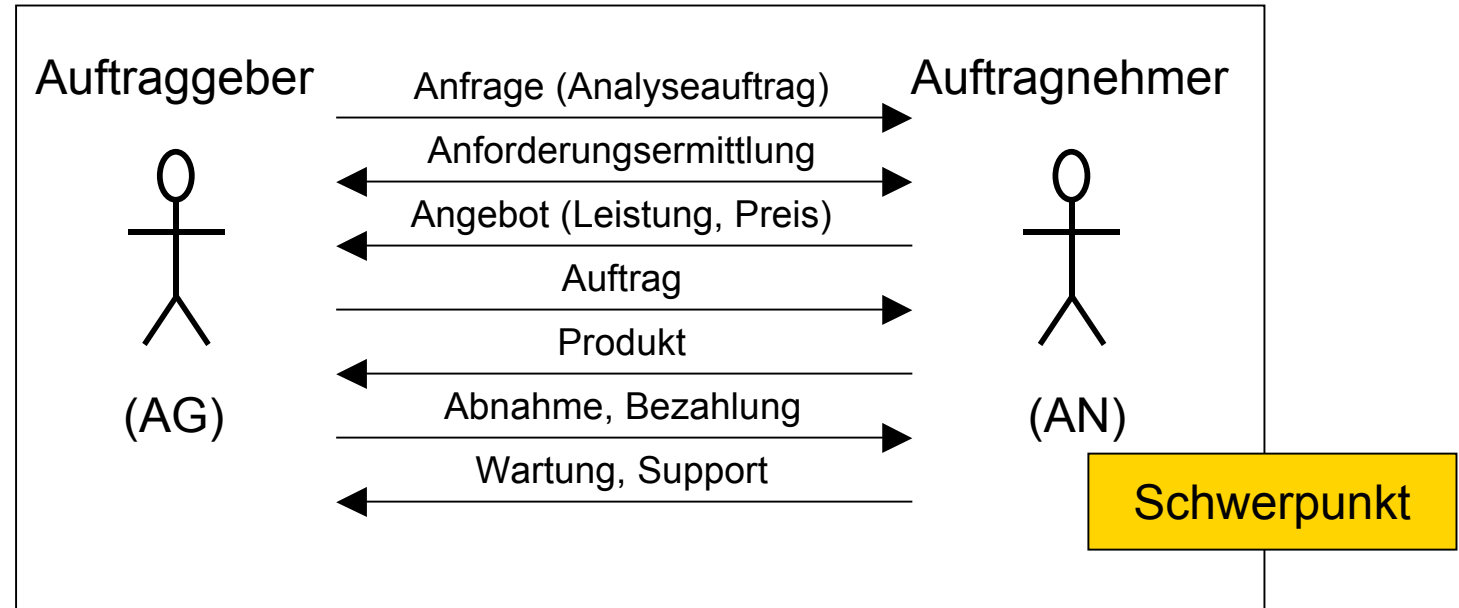 Auftraggeber
Auftragnehmer
Anfrage (Analyseauftrag)
Anforderungsermittlung
Angebot (Leistung, Preis)
Auftrag
Produkt
Abnahme, Bezahlung
(AG)
(AN)
Wartung, Support
Schwerpunkt